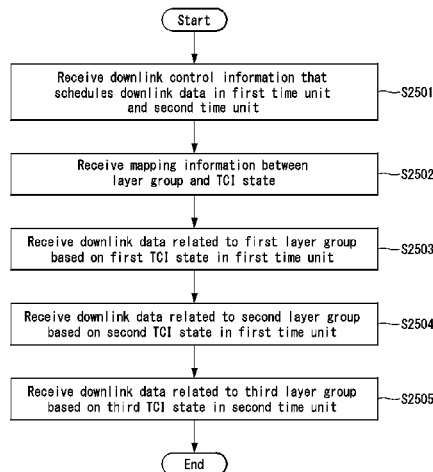 Start
Receive downlink control information that
schedules downlink data in first time unit
and second time unit
S2501
Receive mapping information between
layer group and TCI state
S2502
Receive downlink data related to first layer group
based on first TCI state in first time unit
S2503
Receive downlink data related to second layer group
based on second TCI state in first time unit
S2504
Receive downlink data related to third layer group
based on third TCI state in second time unit
S2505
End